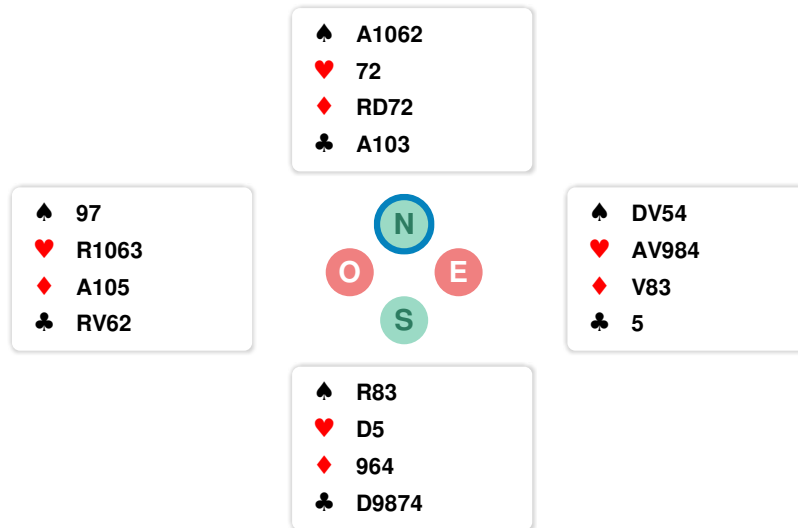 ♠ A1062
♥ 72
♦ RD72
♣ A103
♠ 97
♥ R1063
♦ A105
♣ RV62
N
O E
S
♠ DV54
♥ AV984
♦ V83
♣ 5
♠ R83
♥ D5
♦ 964
♣ D9874